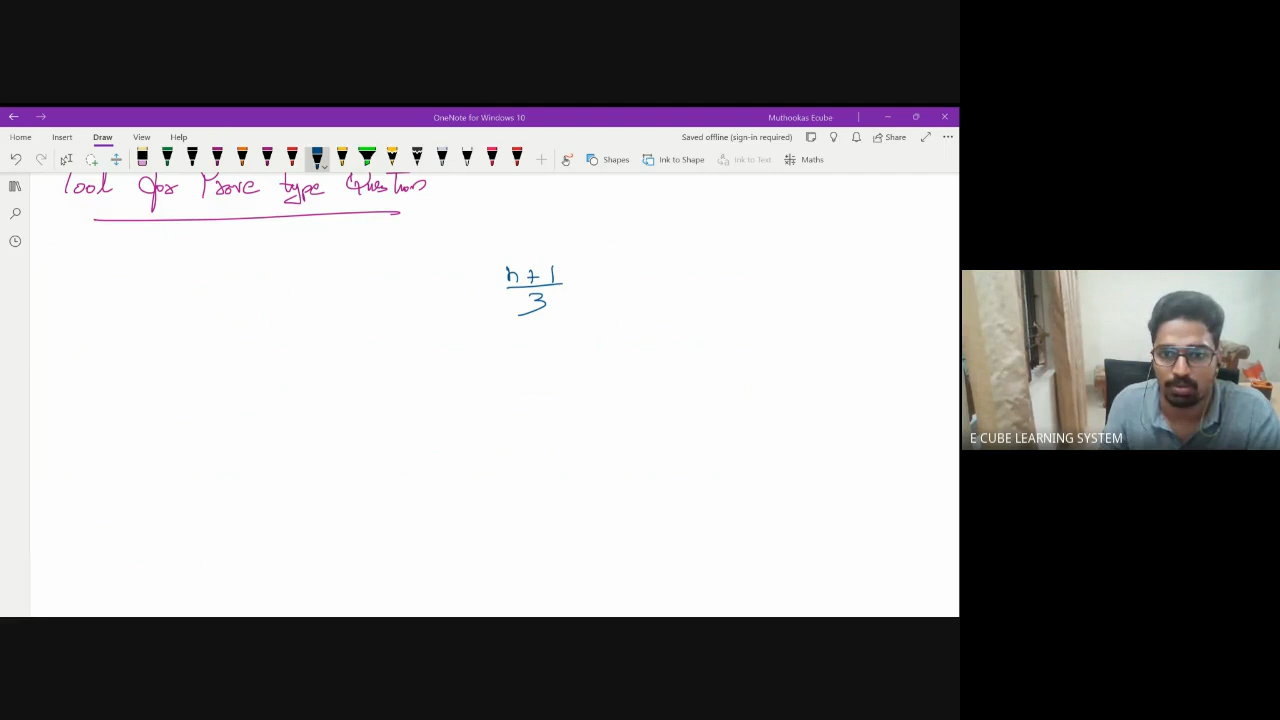 OneNote for Windows 10
Muthookas Ecube
Home Insert Draw View Help
Saved offline (sign-in required)
Share
Shapes
Ink to Shape
Ink to Text
Maths
Tool for Prove type Questions
n + 1
3
E CUBE LEARNING SYSTEM